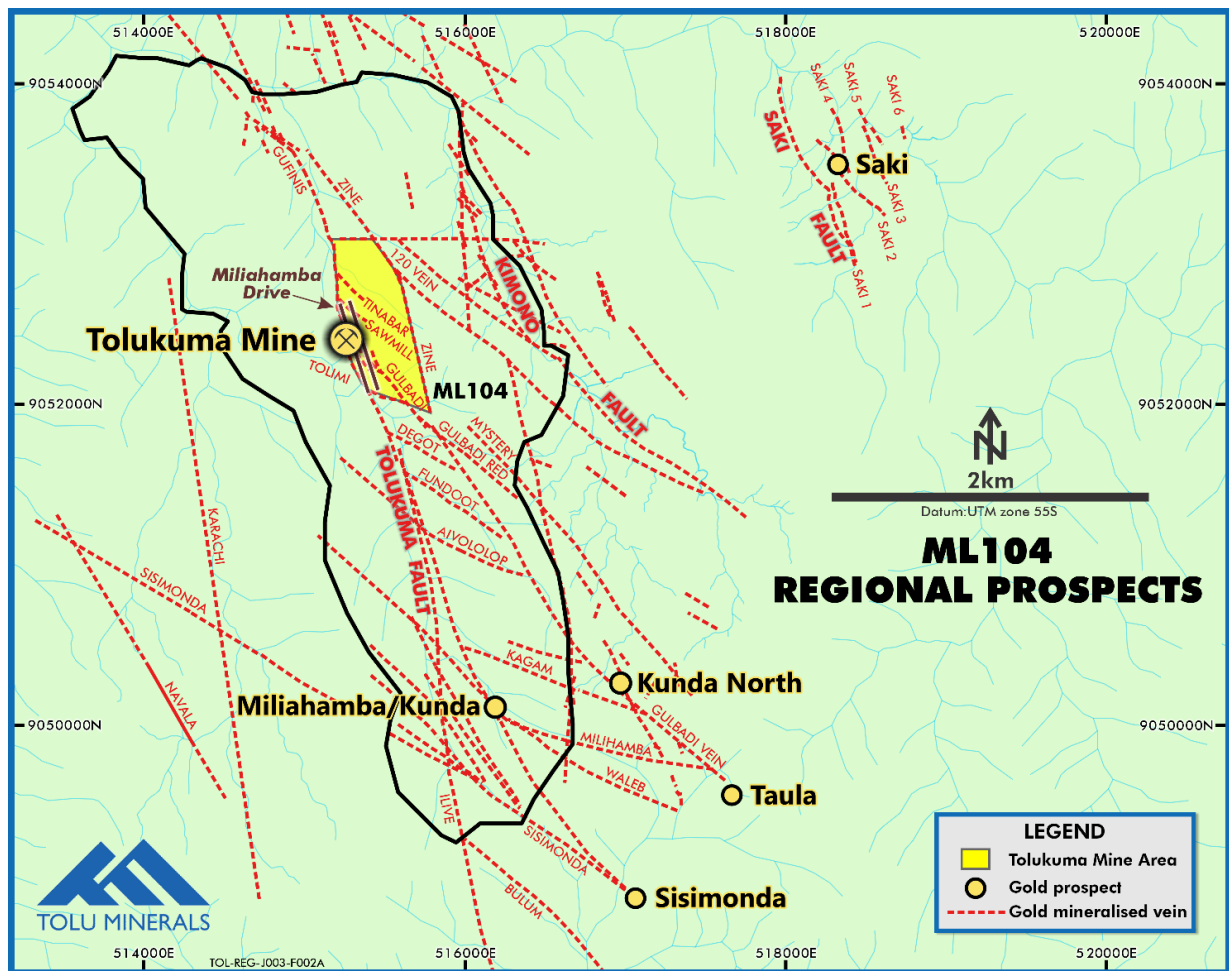 514000E
516000E
518000E
520000E
9054000N
9054000N
SAKI 4
SAKI 5
SAKI 6
SAKI
Saki
GUFINIS
ZINE
SAKI 3
SAKI 2
FAULT
SAKI 1
120 VEIN
KIMONO
Miliahamba
Drive
TINABAR
SAWMILL
Tolukuma Mine
ZINE
TOLIMI
GULBADI
ML104
9052000N
9052000N
FAULT
MYSTERY
GULBADI RED
DEGOT
N
2km
Datum:UTM zone 55S
ML104
REGIONAL PROSPECTS
TOLUKUMA FAULT
FUNDOOT
AIVOLOLOP
KARACHI
SISIMONDA
KAGAM
Kunda North
NAVALA
Miliahamba/Kunda
GULBADI VEIN
9050000N
9050000N
MILIHAMBA
WALEB
Taula
ILIVE
SISIMONDA
BULUM
Sisimonda
LEGEND
Tolukuma Mine Area
Gold prospect
Gold mineralised vein
TOLU MINERALS
514000E
TOL-REG-J003-F002A
516000E
518000E
520000E